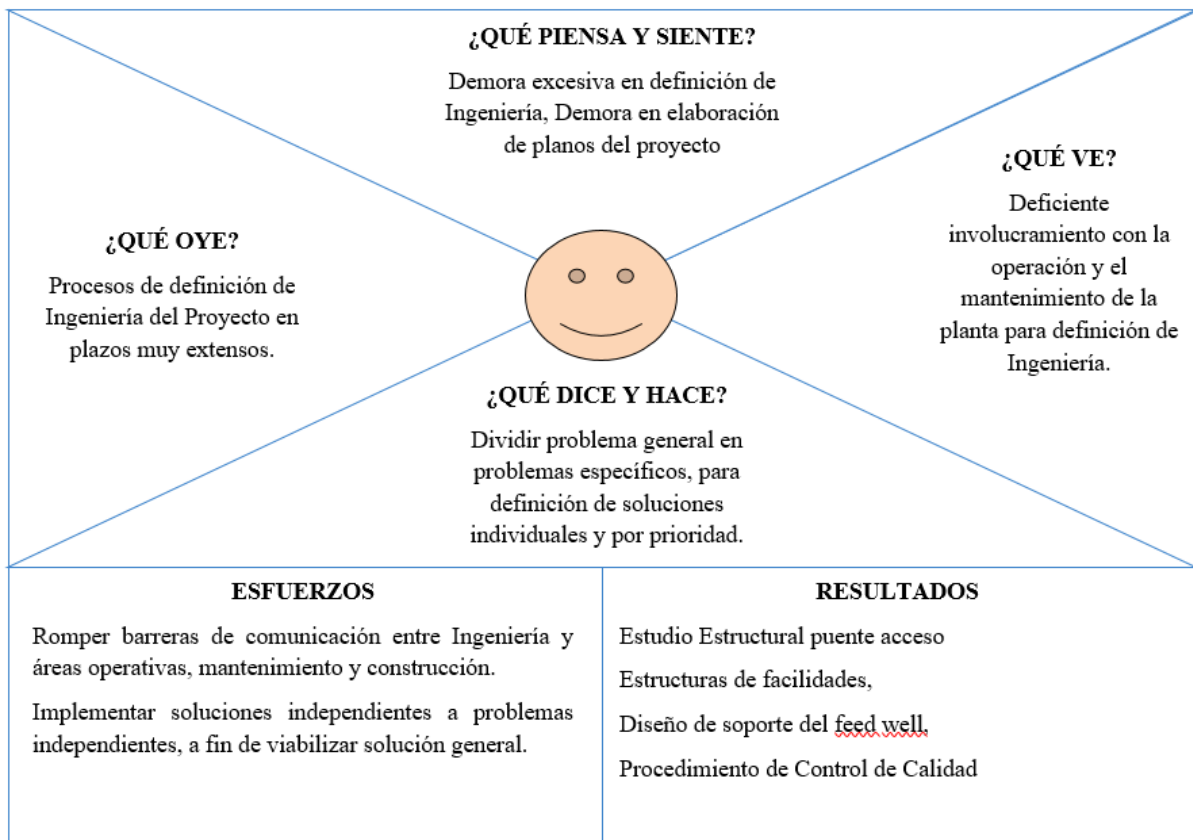 ¿QUÉ PIENSA Y SIENTE?
Demora excesiva en definición de
Ingeniería, Demora en elaboración
de planos del proyecto
¿QUÉ VE?
Deficiente
involucramiento con la
operación y el
mantenimiento de la
planta para definición de
Ingeniería.
¿QUÉ OYE?
Procesos de definición de
Ingeniería del Proyecto en
plazos muy extensos.
¿QUÉ DICE Y HACE?
Dividir problema general en
problemas específicos, para
definición de soluciones
individuales y por prioridad.
ESFUERZOS
Romper barreras de comunicación entre Ingeniería y
áreas operativas, mantenimiento y construcción.
Implementar soluciones independientes a problemas
independientes, a fin de viabilizar solución general.
RESULTADOS
Estudio Estructural puente acceso
Estructuras de facilidades,
Diseño de soporte del feed well,
Procedimiento de Control de Calidad